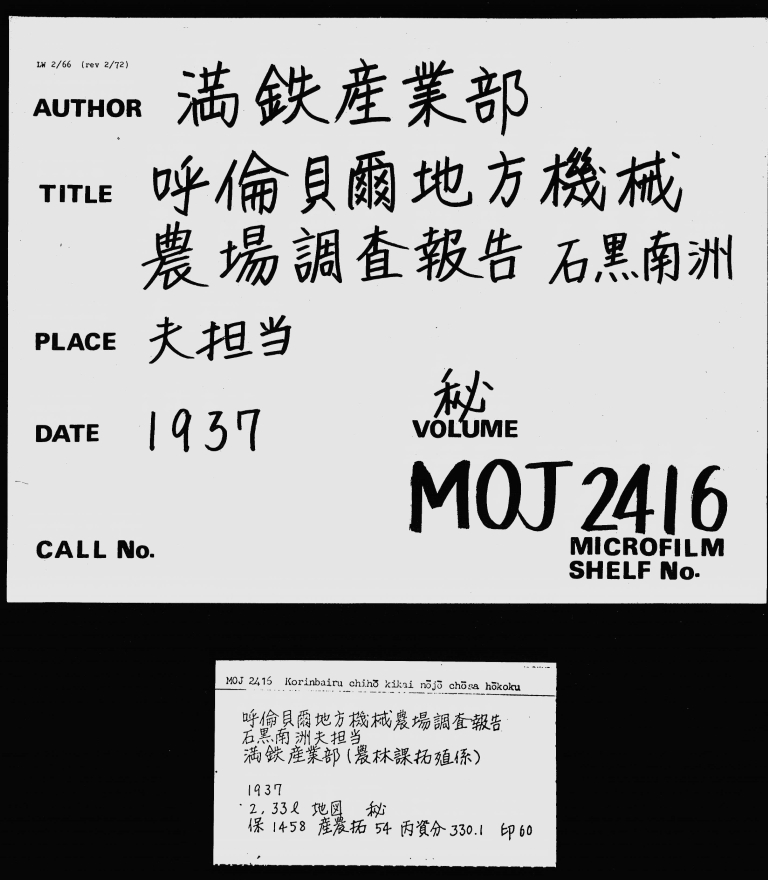 LW 2/66 (rev 2/72)
AUTHOR 満鉄産業部
TITLE 呼倫貝爾地方機械
農場調査報告 石黒南洲
PLACE 夫担当
DATE 1937
秘
VOLUME
MOJ 2416
CALL No.
MICROFILM
SHELF No.
MOJ 2416 Korinbairu chihō kikai nōjō chōsa hōkoku
呼倫貝爾地方機械農場調査報告
石黒南洲夫担当
満鉄産業部(農林課拓殖係)
1937
2, 33ℓ 地図 秘
保 1458 産農拓 54 丙資分 330.1 印 60